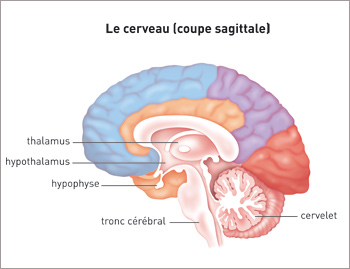 Le cerveau (coupe sagittale)
thalamus
hypothalamus
hypophyse
tronc cérébral
cervelet